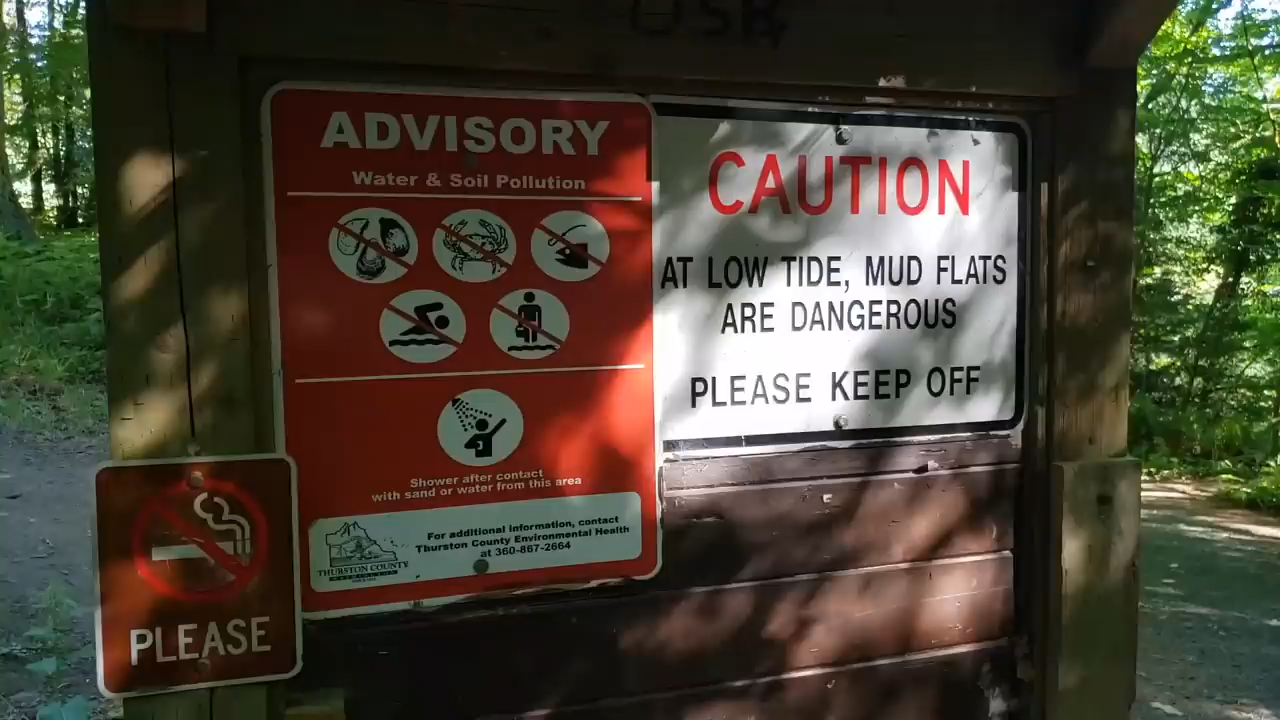 ADVISORY
Water & Soil Pollution
Shower after contact
with sand or water from this area
For additional information, contact
Thurston County Environmental Health
at 360-867-2664
THURSTON COUNTY
CAUTION
AT LOW TIDE, MUD FLATS
ARE DANGEROUS
PLEASE KEEP OFF
PLEASE